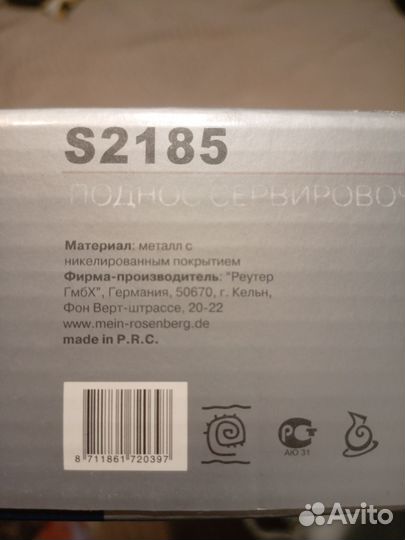 S2185
ПОДНОС СЕРВИРОВОЧ
Материал: металл с
никелированным покрытием
Фирма-производитель: "Реутер
ГмбХ", Германия, 50670, г. Кельн,
Фон Верт-штрассе, 20-22
www.mein-rosenberg.de
made in P.R.C.
8 711861 720397
РСТ
АЮ 31
Avito